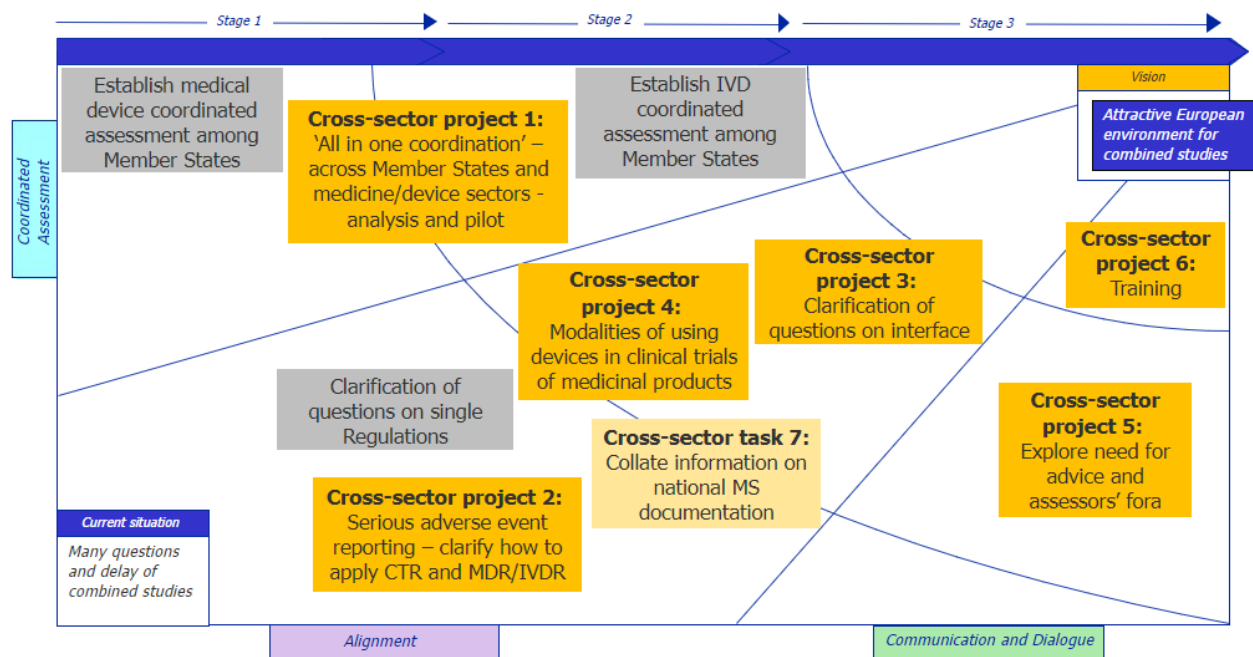 Stage 1
Stage 2
Stage 3
Coordinated
Assessment
Establish medical
device coordinated
assessment among
Member States
Cross-sector project 1:
‘All in one coordination’ –
across Member States and
medicine/device sectors -
analysis and pilot
Establish IVD
coordinated
assessment among
Member States
Vision
Attractive European
environment for
combined studies
Cross-sector
project 4:
Modalities of using
devices in clinical trials
of medicinal products
Cross-sector
project 3:
Clarification of
questions on interface
Cross-sector
project 6:
Training
Clarification of
questions on single
Regulations
Cross-sector task 7:
Collate information on
national MS
documentation
Cross-sector
project 5:
Explore need for
advice and
assessors’ fora
Cross-sector project 2:
Serious adverse event
reporting – clarify how to
apply CTR and MDR/IVDR
Current situation
Many questions
and delay of
combined studies
Alignment
Communication and Dialogue